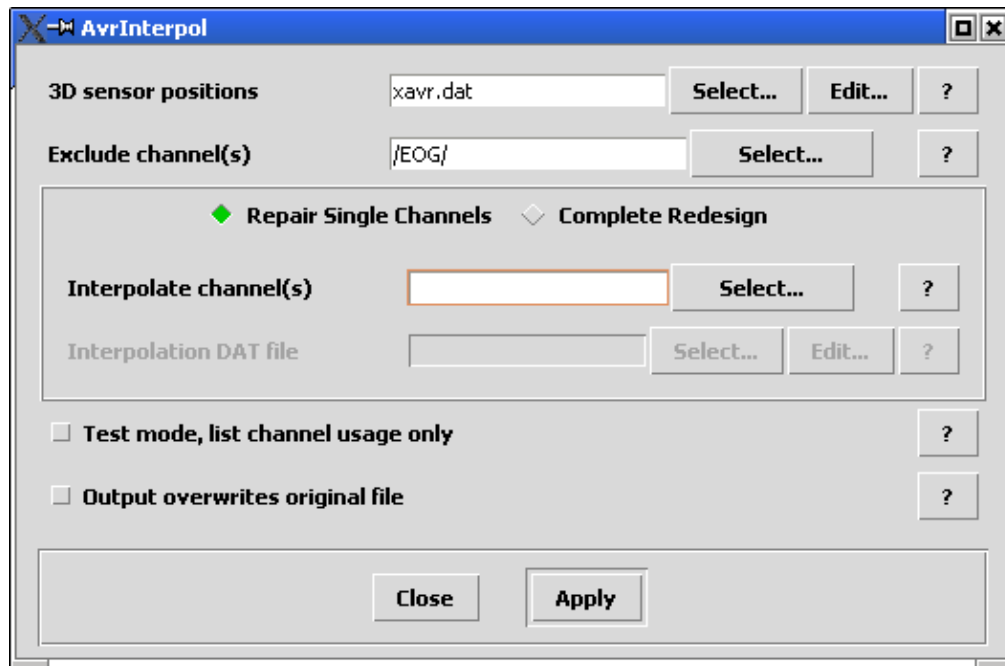 AvrInterpol
3D sensor positions xavr.dat Select... Edit... ?
Exclude channel(s) /EOG/ Select... ?
Repair Single Channels Complete Redesign
Interpolate channel(s) Select... ?
Interpolation DAT file Select... Edit... ?
Test mode, list channel usage only ?
Output overwrites original file ?
Close Apply